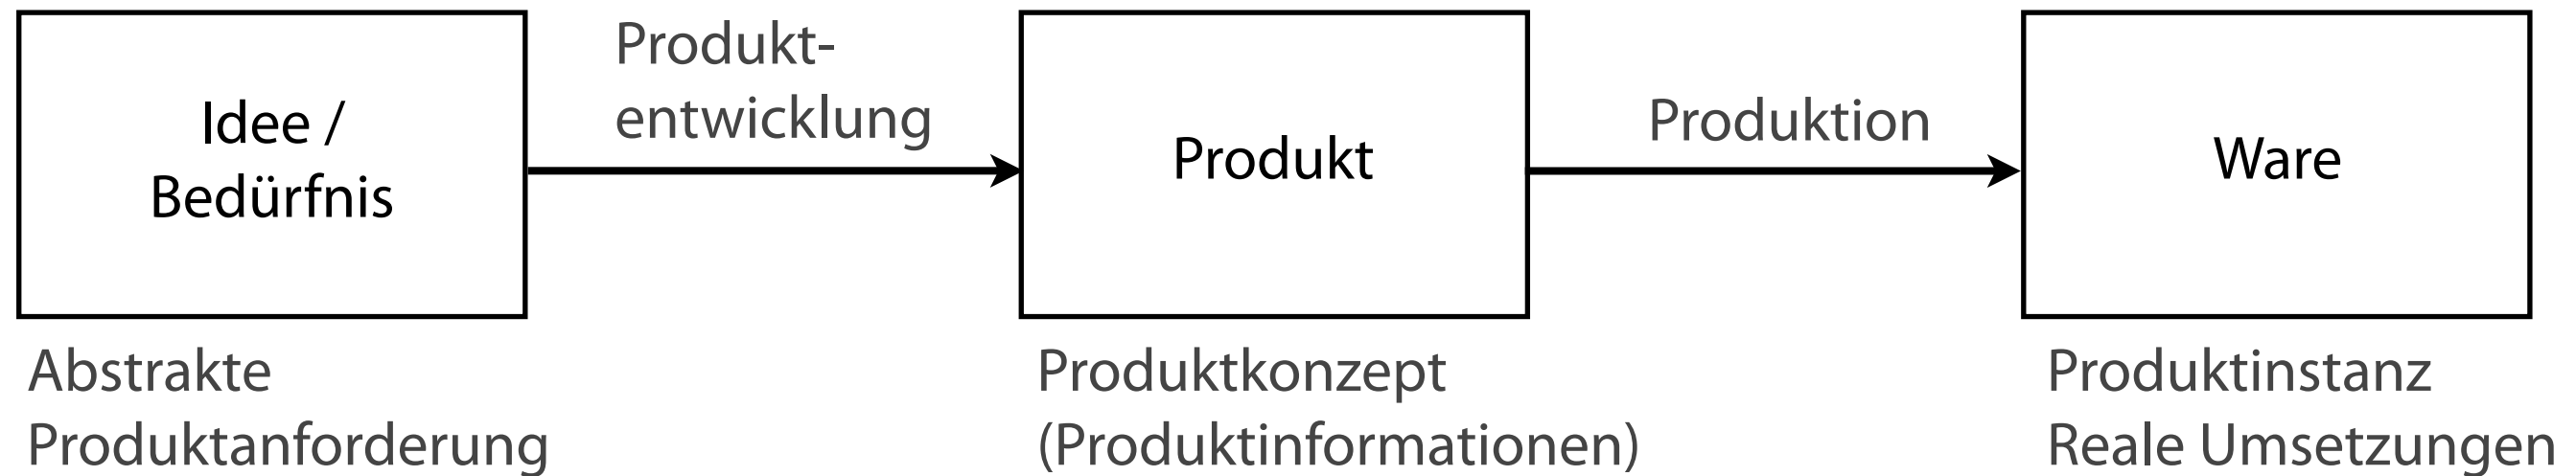 Idee /
Bedürfnis
Abstrakte
Produktanforderung
Produkt-
entwicklung
Produkt
Produktkonzept
(Produktinformationen)
Produktion
Ware
Produktinstanz
Reale Umsetzungen